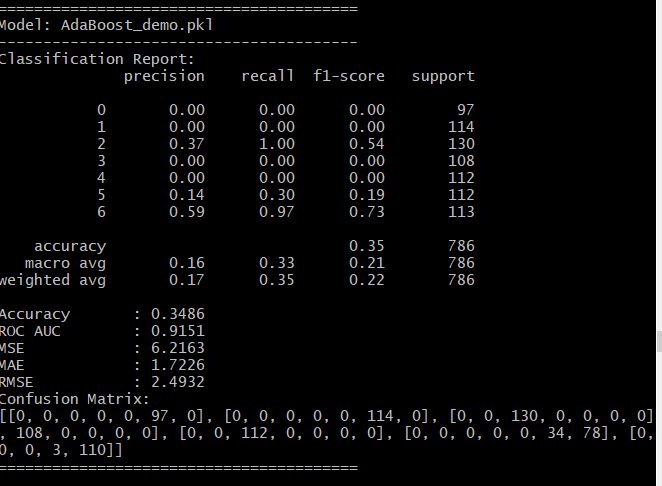 ========================================
Model: AdaBoost_demo.pkl
----------------------------------------
Classification Report:
              precision    recall  f1-score   support

           0       0.00      0.00      0.00        97
           1       0.00      0.00      0.00       114
           2       0.37      1.00      0.54       130
           3       0.00      0.00      0.00       108
           4       0.00      0.00      0.00       112
           5       0.14      0.30      0.19       112
           6       0.59      0.97      0.73       113

    accuracy                           0.35       786
   macro avg       0.16      0.33      0.21       786
weighted avg       0.17      0.35      0.22       786

Accuracy       : 0.3486
ROC AUC        : 0.9151
MSE            : 6.2163
MAE            : 1.7226
RMSE           : 2.4932
Confusion Matrix:
[[0, 0, 0, 0, 0, 97, 0], [0, 0, 0, 0, 0, 114, 0], [0, 0, 130, 0, 0, 0, 0]
, 108, 0, 0, 0, 0], [0, 0, 112, 0, 0, 0, 0], [0, 0, 0, 0, 0, 34, 78], [0,
0, 0, 3, 110]]
========================================